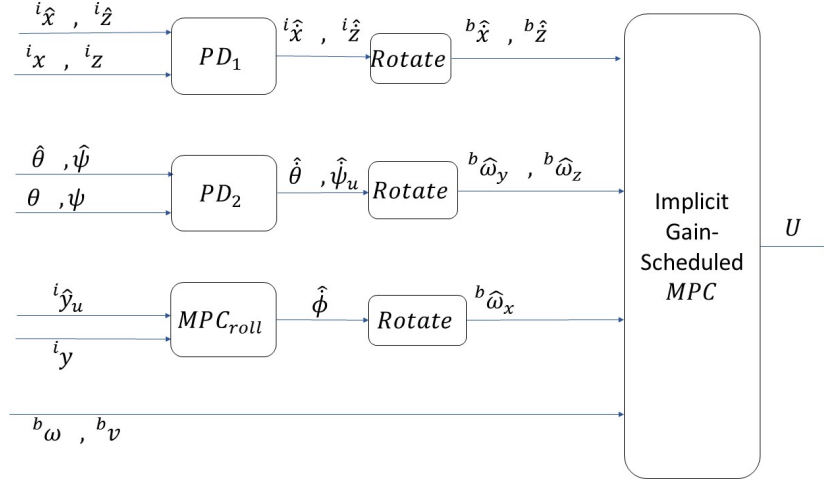 ⁱx̂ , ⁱẑ
ⁱx , ⁱz
PD₁
ⁱx̂̇ , ⁱẑ̇
Rotate
ᵇx̂̇ , ᵇẑ̇
θ̂ , ψ̂
θ , ψ
PD₂
θ̂̇ , ψ̂̇ᵤ
Rotate
ᵇω̂_y , ᵇω̂_z
ⁱŷᵤ
ⁱy
MPC_roll
ϕ̂̇
Rotate
ᵇω̂ₓ
ᵇω , ᵇv
Implicit
Gain-
Scheduled
MPC
U